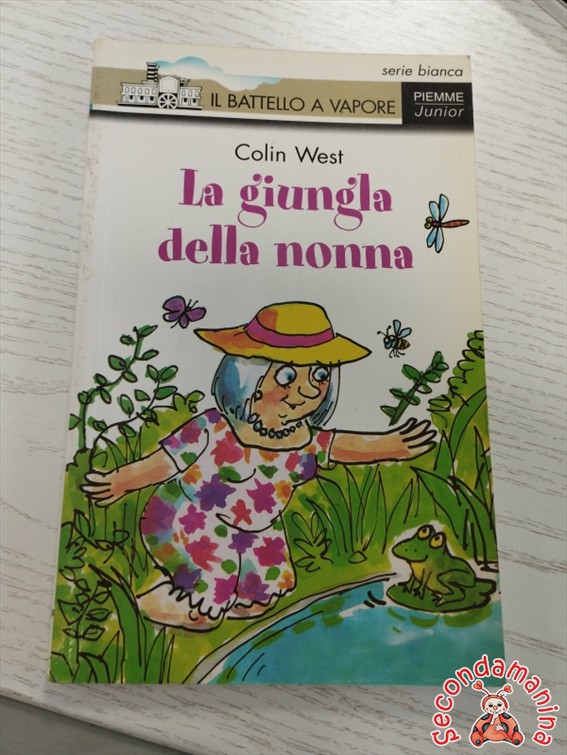 serie bianca
IL BATTELLO A VAPORE
PIEMME
Junior
Colin West
La giungla
della nonna
secondamanina